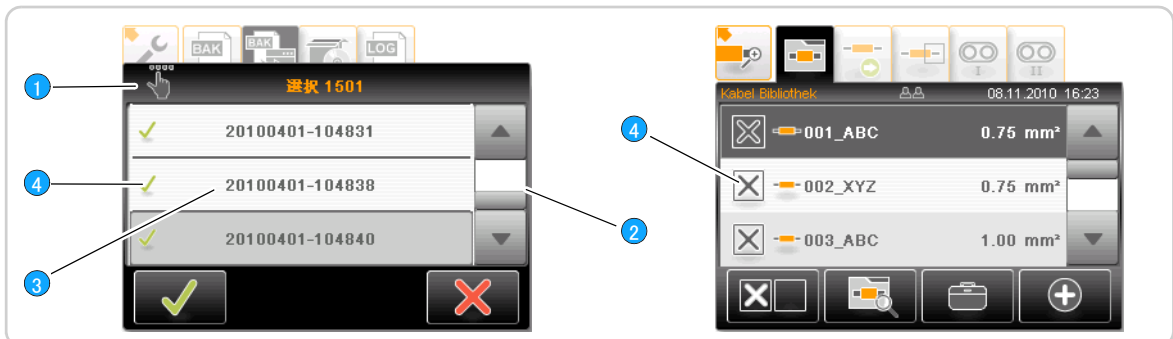 BAK
BAK
LOG
選択 1501
20100401-104831
20100401-104838
20100401-104840
1
4
3
2
I
II
Kabel Bibliothek
08.11.2010 16:23
001_ABC 0.75 mm²
002_XYZ 0.75 mm²
003_ABC 1.00 mm²
4